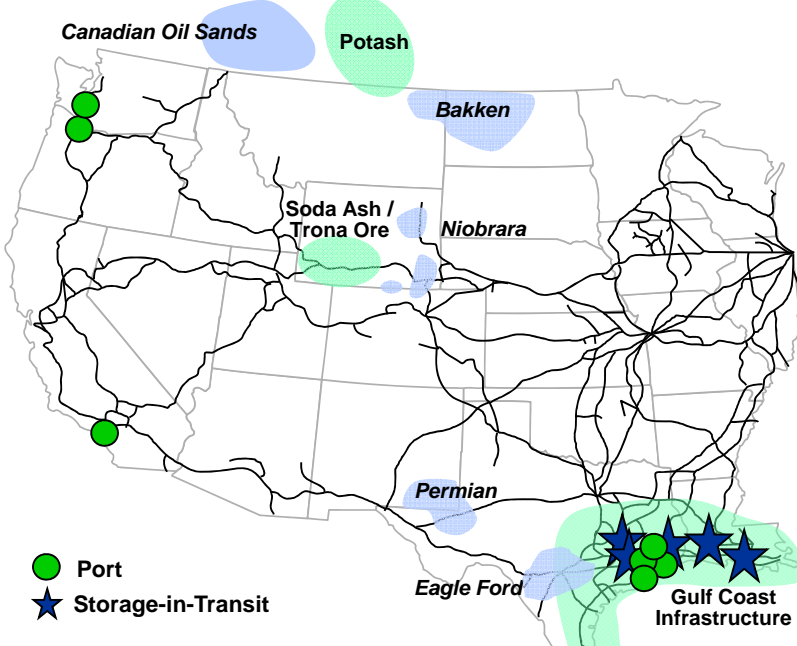 Canadian Oil Sands
Potash
Bakken
Soda Ash /
Trona Ore
Niobrara
Permian
Eagle Ford
Gulf Coast
Infrastructure
Port
Storage-in-Transit